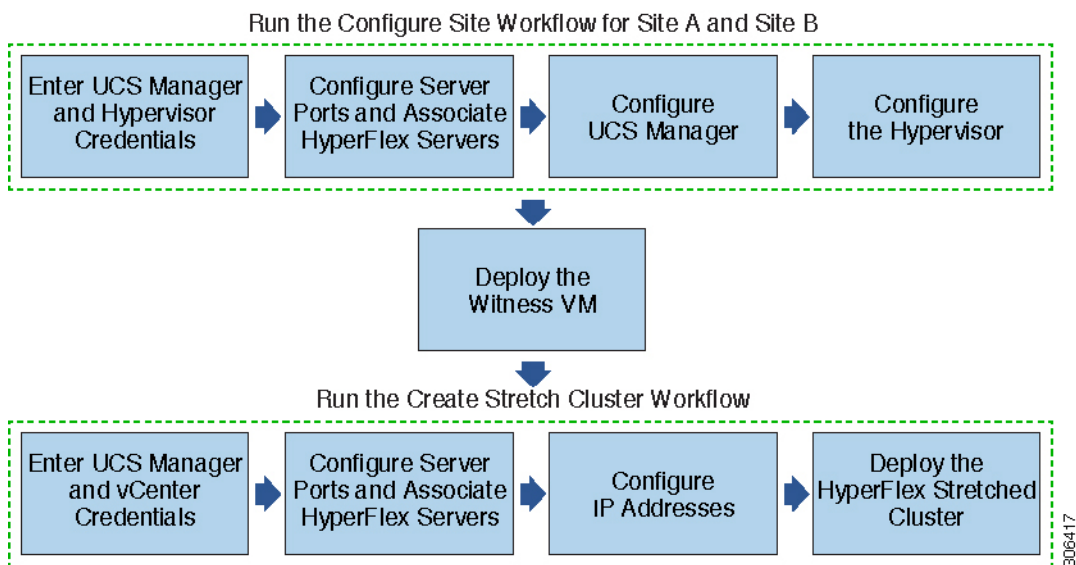 Run the Configure Site Workflow for Site A and Site B
Enter UCS Manager
and Hypervisor
Credentials
Configure Server
Ports and Associate
HyperFlex Servers
Configure
UCS Manager
Configure
the Hypervisor
Deploy the
Witness VM
Run the Create Stretch Cluster Workflow
Enter UCS Manager
and vCenter
Credentials
Configure Server
Ports and Associate
HyperFlex Servers
Configure
IP Addresses
Deploy the
HyperFlex Stretched
Cluster
306417